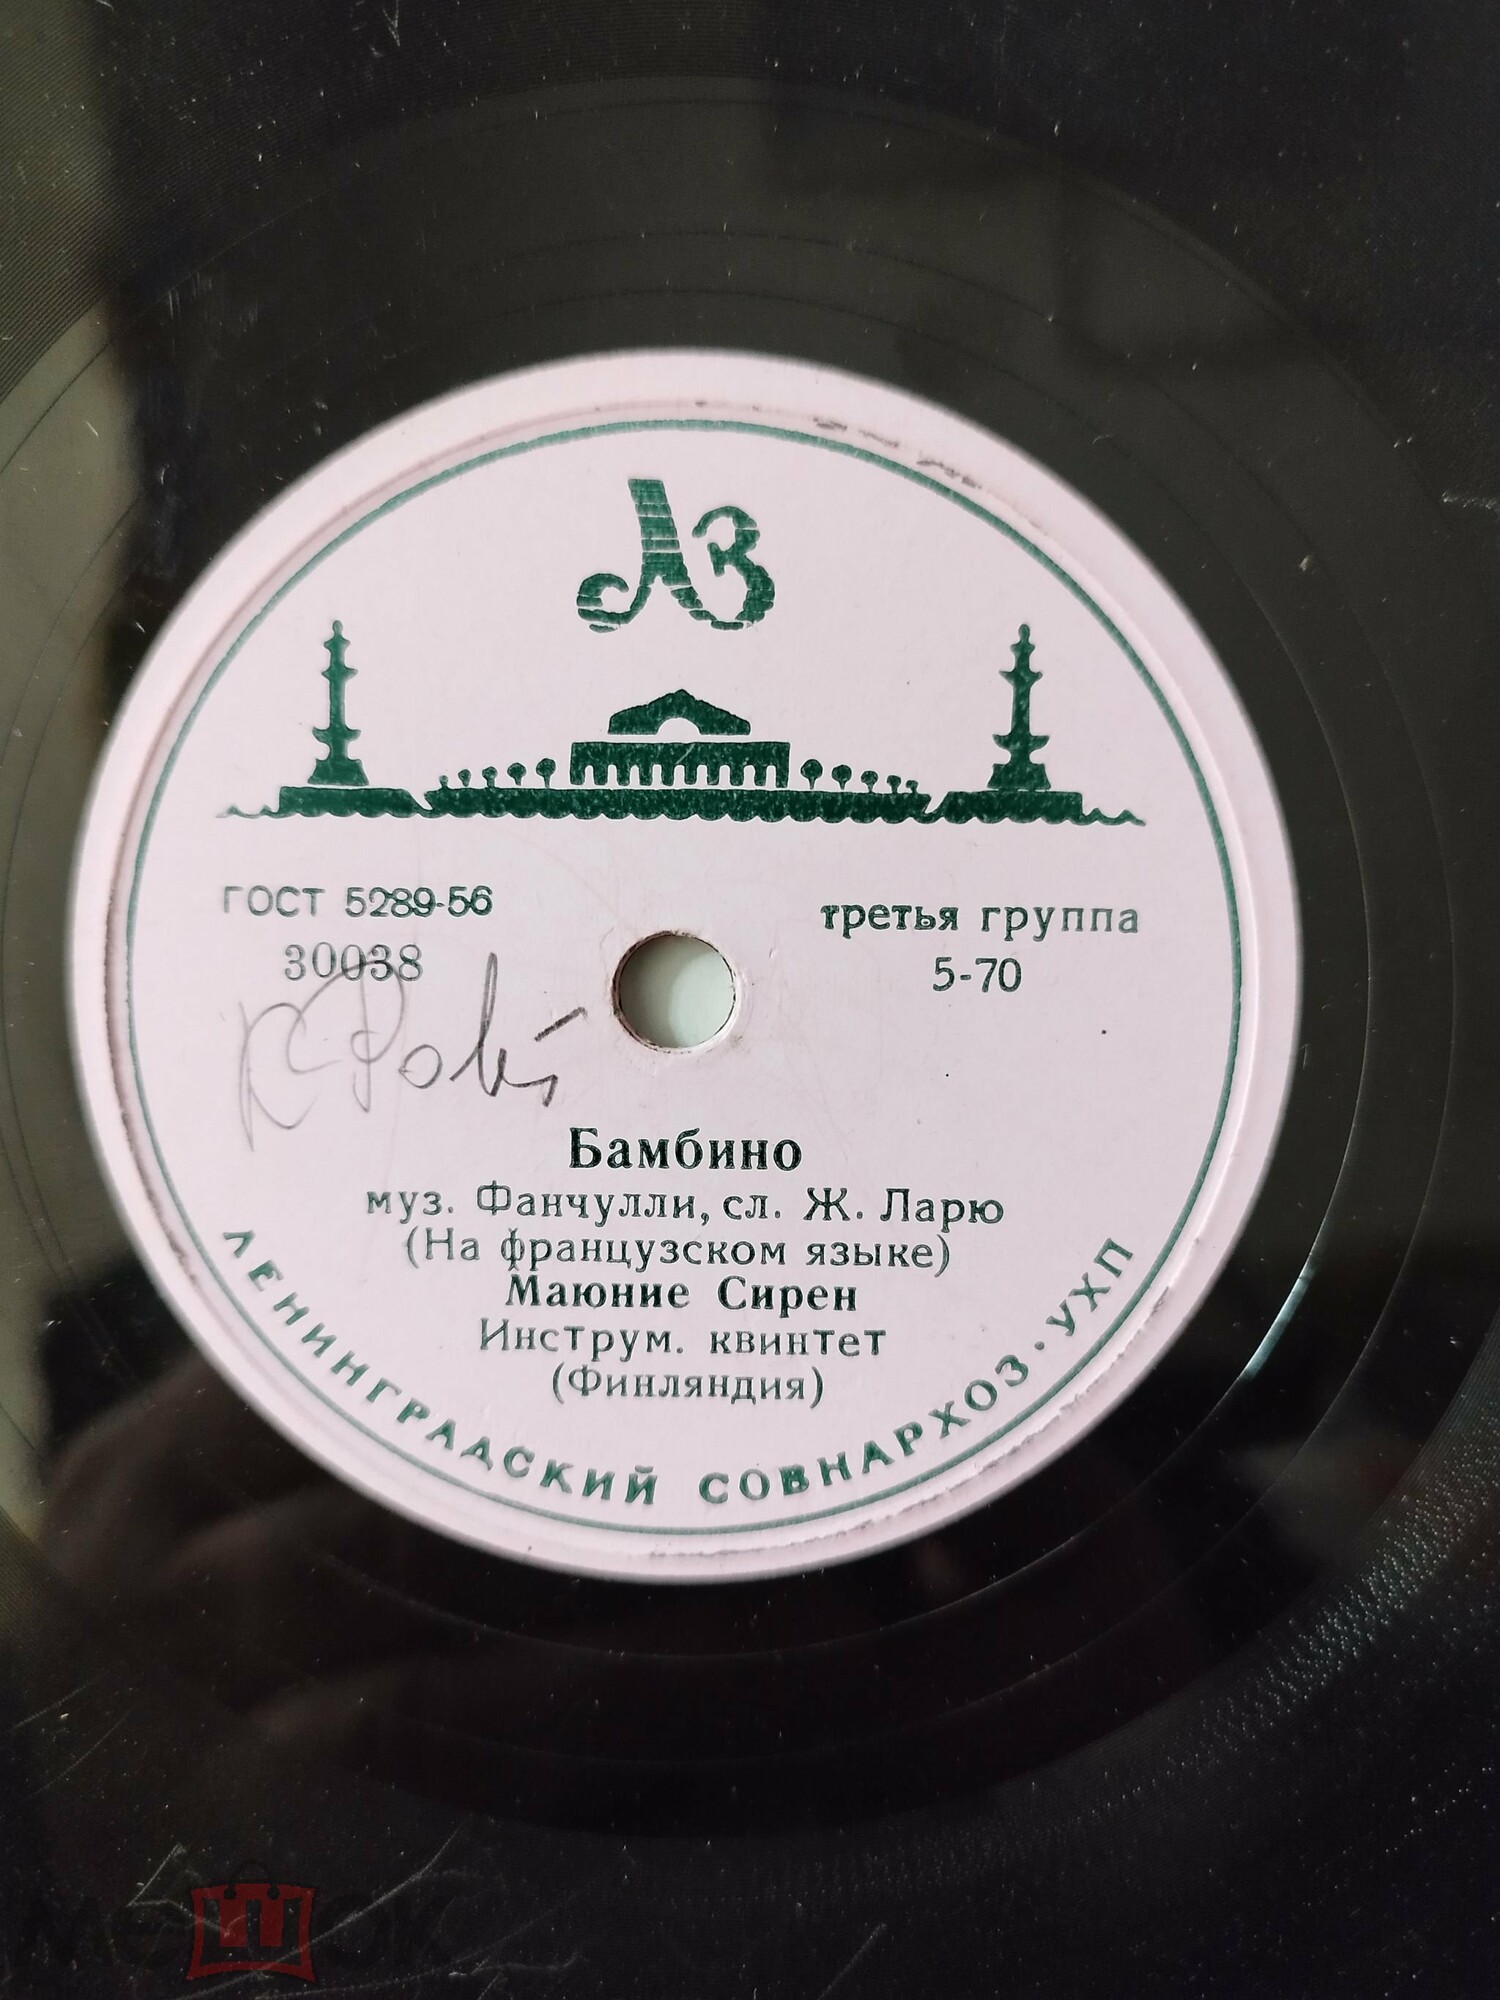 ЛЗ
ГОСТ 5289-56
30038
третья группа
5-70
Бамбино
муз. Фанчулли, сл. Ж. Ларю
(На французском языке)
Маюние Сирен
Инструм. квинтет
(Финляндия)
ЛЕНИНГРАДСКИЙ СОВНАРХОЗ·УХП
мешок